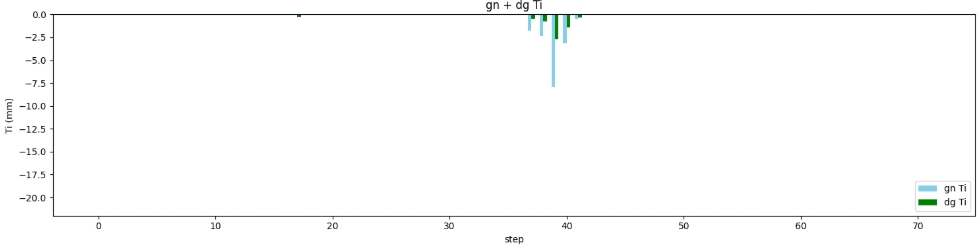 gn + dg Ti
0.0
−2.5
−5.0
−7.5
−10.0
−12.5
−15.0
−17.5
−20.0
Ti (mm)
gn Ti
dg Ti
0 10 20 30 40 50 60 70
step